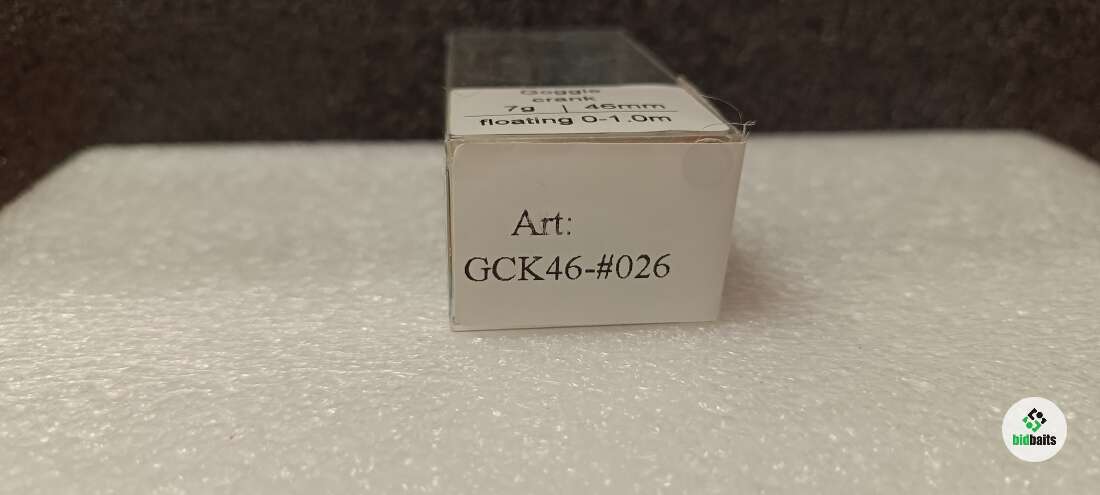 Goggle
crank
7g | 46mm
floating 0-1.0m
Art:
GCK46-#026
bidbaits